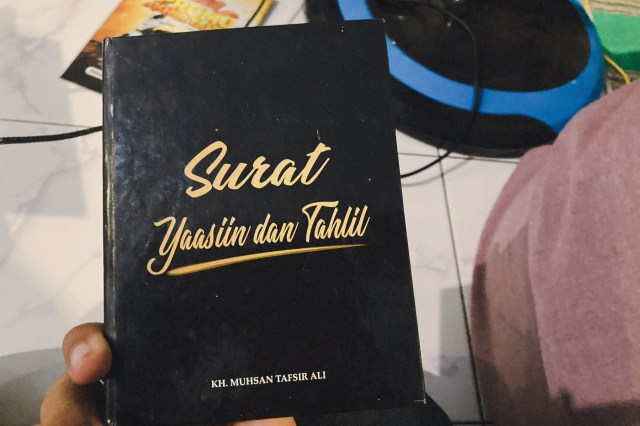 Surat
Yaasiin dan Tahlil
KH. MUHSAN TAFSIR ALI